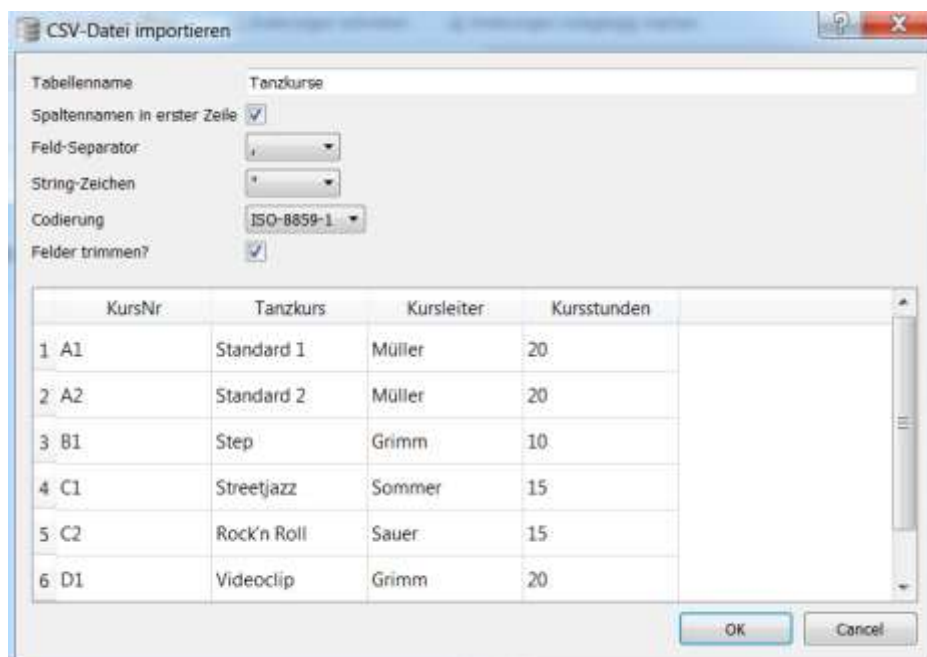 CSV-Datei importieren
Tabellenname Tanzkurse
Spaltennamen in erster Zeile
Feld-Separator ,
String-Zeichen "
Codierung ISO-8859-1
Felder trimmen?
KursNr Tanzkurs Kursleiter Kursstunden
1 A1 Standard 1 Müller 20
2 A2 Standard 2 Müller 20
3 B1 Step Grimm 10
4 C1 Streetjazz Sommer 15
5 C2 Rock'n Roll Sauer 15
6 D1 Videoclip Grimm 20
OK Cancel